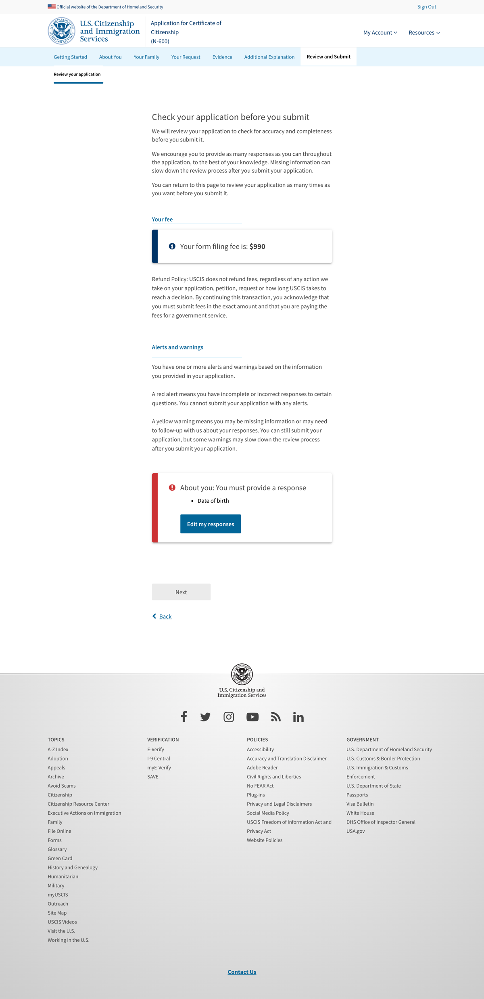 Official website of the Department of Homeland Security
Sign Out
U.S. Citizenship
and Immigration
Services
Application for Certificate of
Citizenship
(N-600)
My Account
Resources
Getting Started
About You
Your Family
Your Request
Evidence
Additional Explanation
Review and Submit
Review your application
Check your application before you submit
We will review your application to check for accuracy and completeness
before you submit it.
We encourage you to provide as many responses as you can throughout
the application, to the best of your knowledge. Missing information can
slow down the review process after you submit your application.
You can return to this page to review your application as many times as
you want before you submit it.
Your fee
Your form filing fee is: $990
Refund Policy: USCIS does not refund fees, regardless of any action we
take on your application, petition, request or how long USCIS takes to
reach a decision. By continuing this transaction, you acknowledge that
you must submit fees in the exact amount and that you are paying the
fees for a government service.
Alerts and warnings
You have one or more alerts and warnings based on the information
you provided in your application.
A red alert means you have incomplete or incorrect responses to certain
questions. You cannot submit your application with any alerts.
A yellow warning means you may be missing information or may need
to follow-up with us about your responses. You can still submit your
application, but some warnings may slow down the review process
after you submit your application.
About you: You must provide a response
• Date of birth
Edit my responses
Next
Back
U.S. Citizenship and
Immigration Services
TOPICS
A-Z Index
Adoption
Appeals
Archive
Avoid Scams
Citizenship
Citizenship Resource Center
Executive Actions on Immigration
Family
File Online
Forms
Glossary
Green Card
History and Genealogy
Humanitarian
Military
myUSCIS
Outreach
Site Map
USCIS Videos
Visit the U.S.
Working in the U.S.
VERIFICATION
E-Verify
I-9 Central
myE-Verify
SAVE
POLICIES
Accessibility
Accuracy and Translation Disclaimer
Adobe Reader
Civil Rights and Liberties
No FEAR Act
Plug-ins
Privacy and Legal Disclaimers
Social Media Policy
USCIS Freedom of Information Act and
Privacy Act
Website Policies
GOVERNMENT
U.S. Department of Homeland Security
U.S. Customs & Border Protection
U.S. Immigration & Customs
Enforcement
U.S. Department of State
Passports
Visa Bulletin
White House
DHS Office of Inspector General
USA.gov
Contact Us